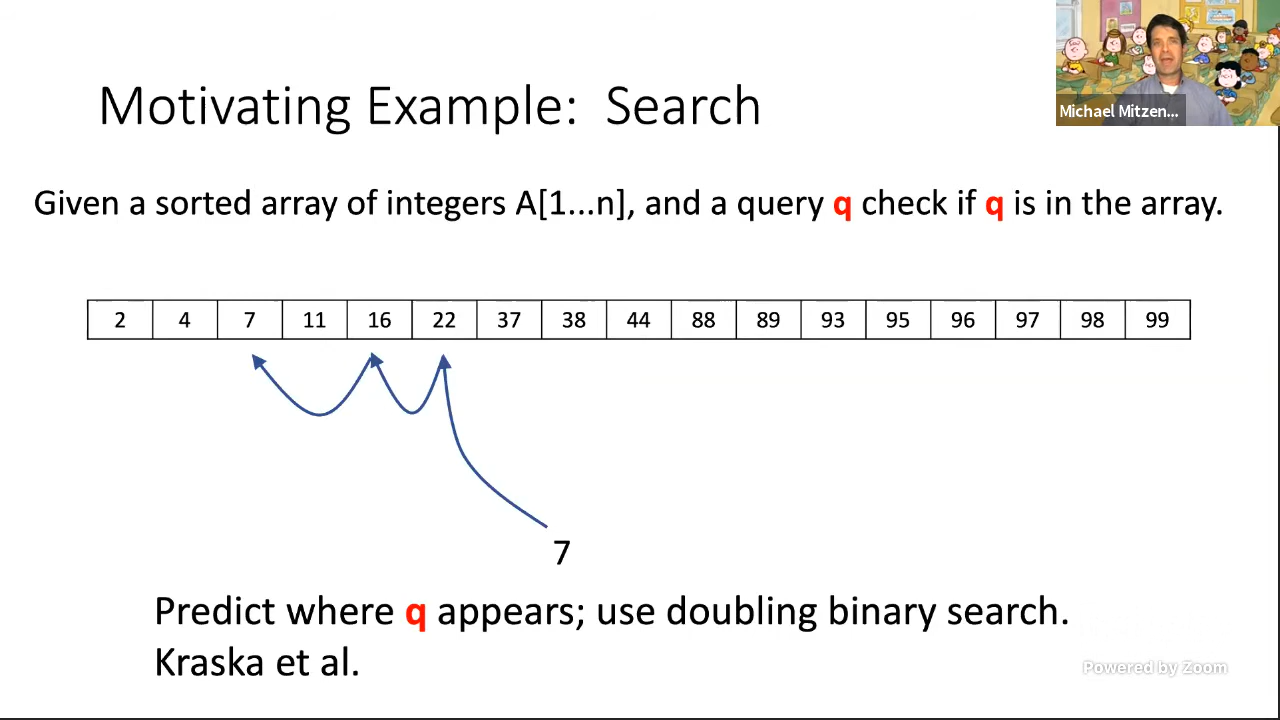 Michael Mitzen...
Motivating Example: Search
Given a sorted array of integers A[1...n], and a query q check if q is in the array.
2 4 7 11 16 22 37 38 44 88 89 93 95 96 97 98 99
7
Predict where q appears; use doubling binary search.
Kraska et al.
Powered by Zoom